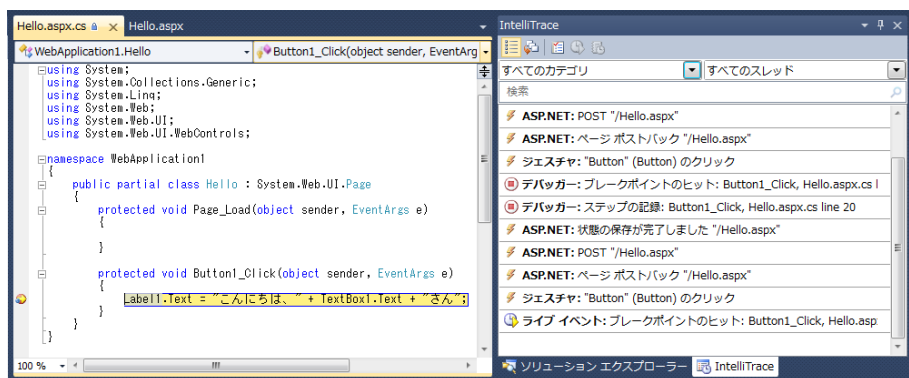 Hello.aspx.cs Hello.aspx
WebApplication1.Hello Button1_Click(object sender, EventArg
using System;
using System.Collections.Generic;
using System.Linq;
using System.Web;
using System.Web.UI;
using System.Web.UI.WebControls;
namespace WebApplication1
{
public partial class Hello : System.Web.UI.Page
{
protected void Page_Load(object sender, EventArgs e)
{
}
protected void Button1_Click(object sender, EventArgs e)
{
Label1.Text = "こんにちは、" + TextBox1.Text + "さん";
}
}
}
100 %
IntelliTrace
すべてのカテゴリ すべてのスレッド
検索
ASP.NET: POST "/Hello.aspx"
ASP.NET: ページ ポストバック "/Hello.aspx"
ジェスチャ: "Button" (Button) のクリック
デバッガー: ブレークポイントのヒット: Button1_Click, Hello.aspx.cs l
デバッガー: ステップの記録: Button1_Click, Hello.aspx.cs line 20
ASP.NET: 状態の保存が完了しました "/Hello.aspx"
ASP.NET: POST "/Hello.aspx"
ASP.NET: ページ ポストバック "/Hello.aspx"
ジェスチャ: "Button" (Button) のクリック
ライブ イベント: ブレークポイントのヒット: Button1_Click, Hello.asp
ソリューション エクスプローラー IntelliTrace